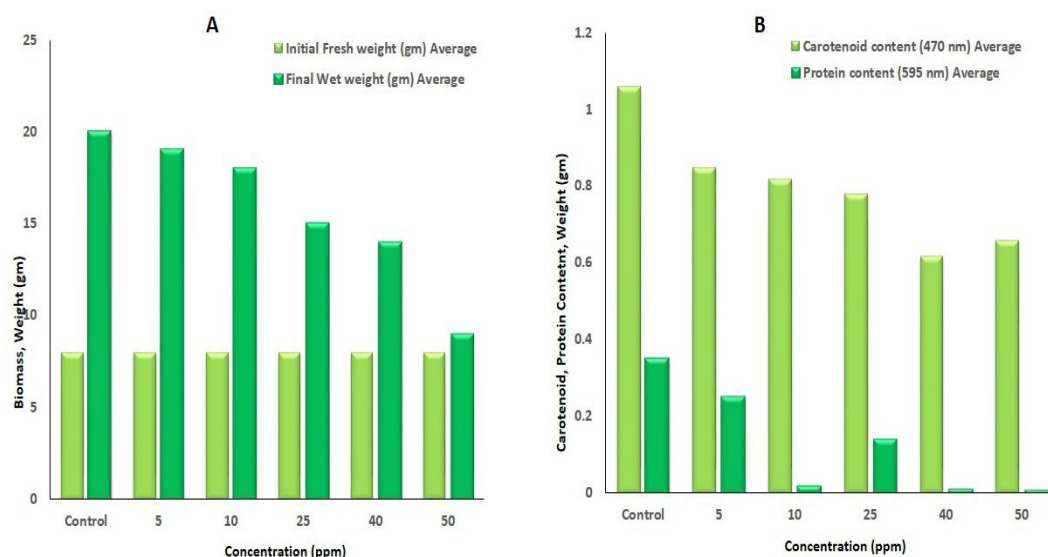 A
Initial Fresh weight (gm) Average
Final Wet weight (gm) Average
Biomass, Weight (gm)
25
20
15
10
5
0
Control 5 10 25 40 50
Concentration (ppm)
B
Carotenoid content (470 nm) Average
Protein content (595 nm) Average
Carotenoid, Protein Contetnt, Weight (gm)
1.2
1
0.8
0.6
0.4
0.2
0
Control 5 10 25 40 50
Concentration (ppm)